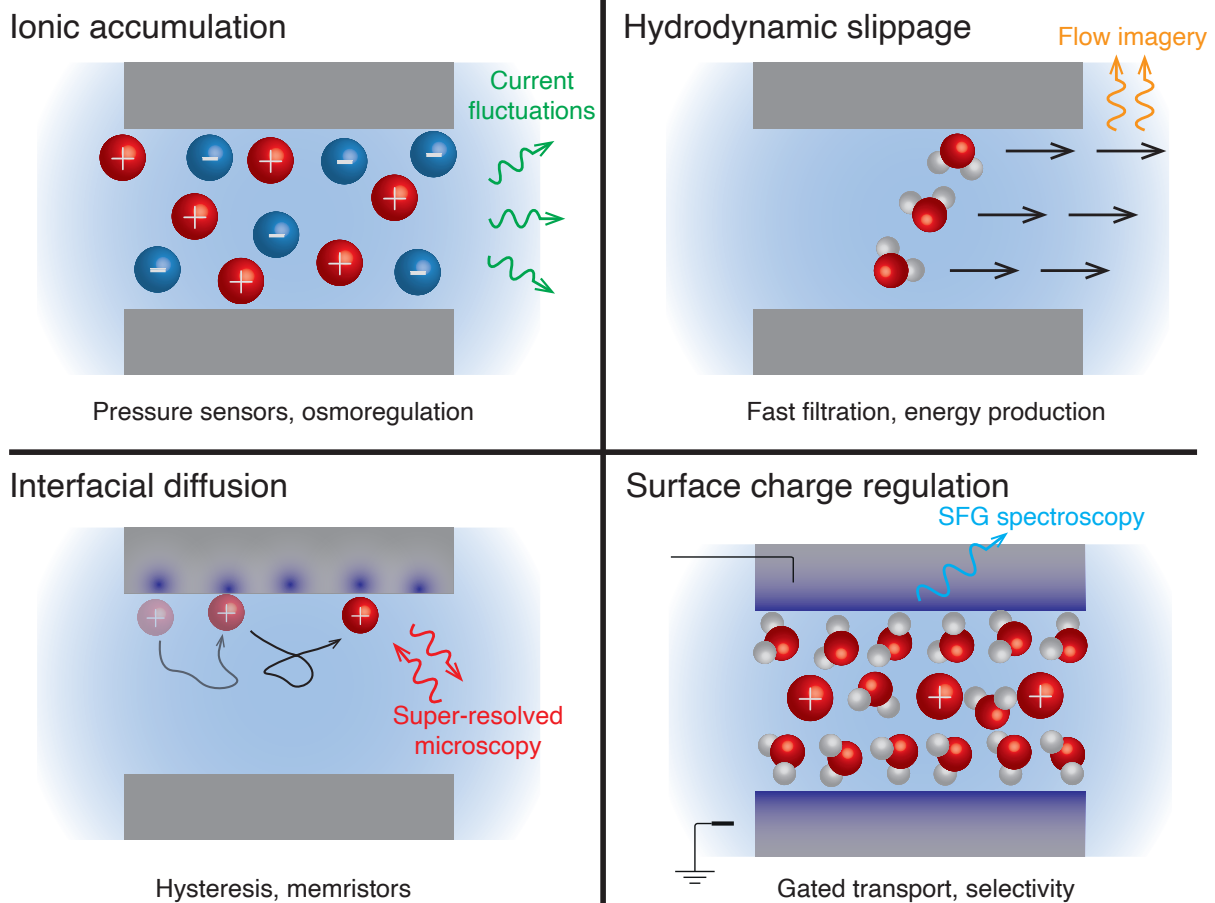 Ionic accumulation
Current
fluctuations
+ - + - -
+ +
-
- + + -
Pressure sensors, osmoregulation
Hydrodynamic slippage
Flow imagery
Fast filtration, energy production
Interfacial diffusion
+ + +
Super-resolved
microscopy
Hysteresis, memristors
Surface charge regulation
SFG spectroscopy
+ + +
Gated transport, selectivity